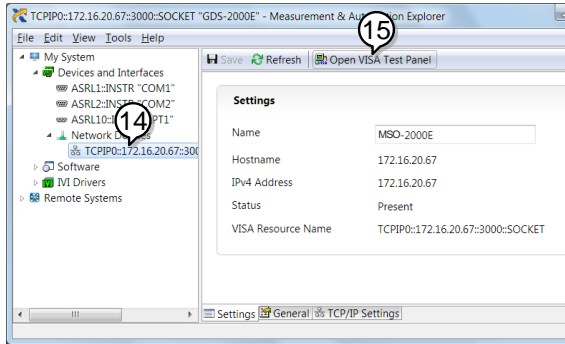 TCPIP0::172.16.20.67::3000::SOCKET "GDS-2000E" - Measurement & Explorer
15
File Edit View Tools Help
My System
Save Refresh Open VISA Test Panel
Devices and Interfaces
ASRL1::INSTR "COM1"
ASRL2::INSTR "COM2"
ASRL10::
14
Network
TCPIP0::172.16.20.67::300
Software
IVI Drivers
Remote Systems
Settings
Name MSO-2000E
Hostname 172.16.20.67
IPv4 Address 172.16.20.67
Status Present
VISA Resource Name TCPIP0::172.16.20.67::3000::SOCKET
Settings General TCP/IP Settings